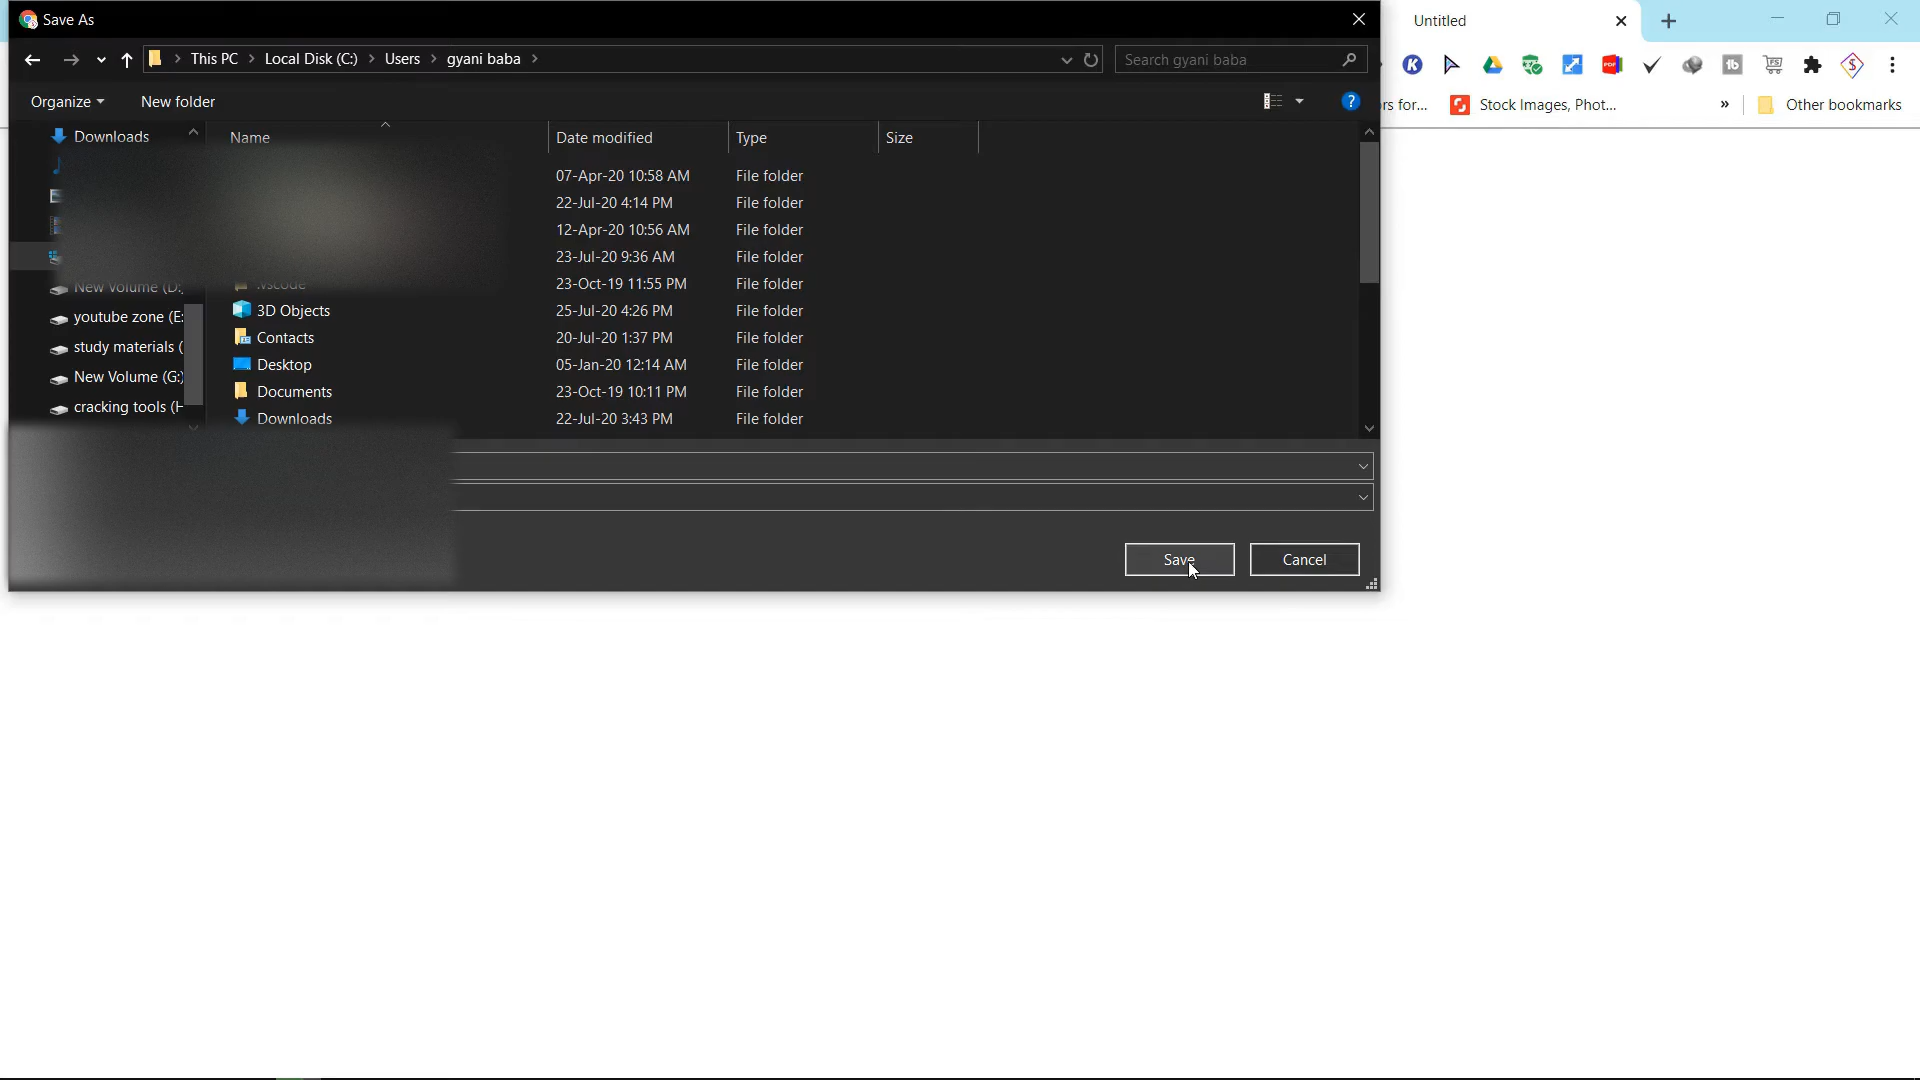 Save As
Untitled
This PC > Local Disk (C:) > Users > gyani baba >
Search gyani baba
Organize
New folder
rs for...
Stock Images, Phot...
»
Other bookmarks
Downloads
Name
Date modified
Type
Size
07-Apr-20 10:58 AM File folder
22-Jul-20 4:14 PM File folder
12-Apr-20 10:56 AM File folder
23-Jul-20 9:36 AM File folder
New Volume (D:
.vscode 23-Oct-19 11:55 PM File folder
youtube zone (E:
3D Objects 25-Jul-20 4:26 PM File folder
study materials (
Contacts 20-Jul-20 1:37 PM File folder
New Volume (G:)
Desktop 05-Jan-20 12:14 AM File folder
cracking tools (H
Documents 23-Oct-19 10:11 PM File folder
Downloads 22-Jul-20 3:43 PM File folder
Save
Cancel